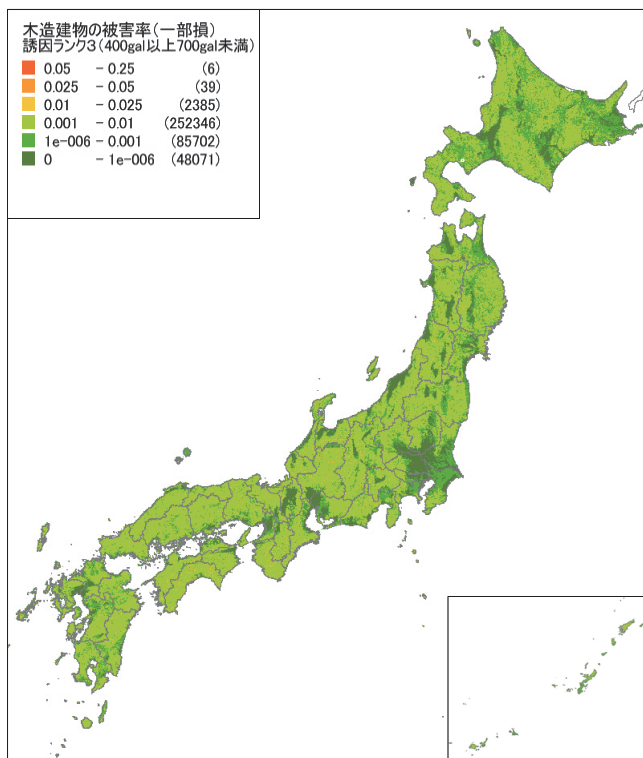 木造建物の被害率(一部損)
誘因ランク3(400gal以上700gal未満)
0.05 - 0.25 (6)
0.025 - 0.05 (39)
0.01 - 0.025 (2385)
0.001 - 0.01 (252346)
1e-006 - 0.001 (85702)
0 - 1e-006 (48071)